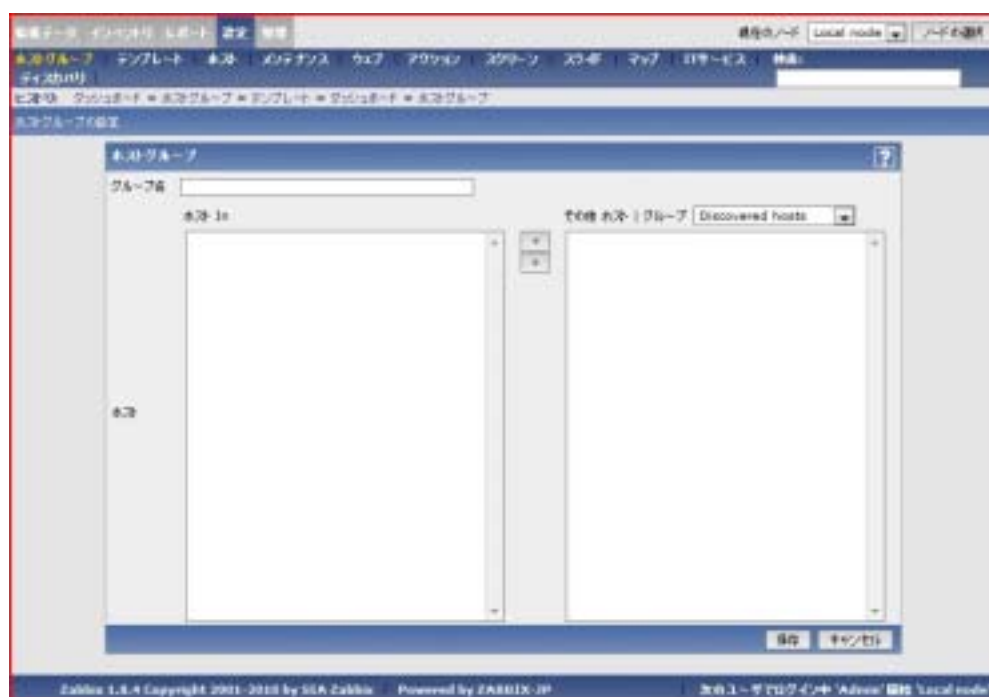 監視データ インベントリ レポート 設定 管理
現在のノード Local node ノードの選択
ホストグループ テンプレート ホスト メンテナンス ウェブ アクション スクリーン スライド マップ ITサービス 検索:
ディスカバリ
ヒストリ: ダッシュボード » ホストグループ » テンプレート » ダッシュボード » ホストグループ
ホストグループの設定
ホストグループ
グループ名
ホスト In
その他 ホスト | グループ Discovered hosts
ホスト
保存 キャンセル
Zabbix 1.8.4 Copyright 2001-2010 by SIA Zabbix Powered by ZABBIX-JP
次のユーザでログイン中 'Admin' 'Local node